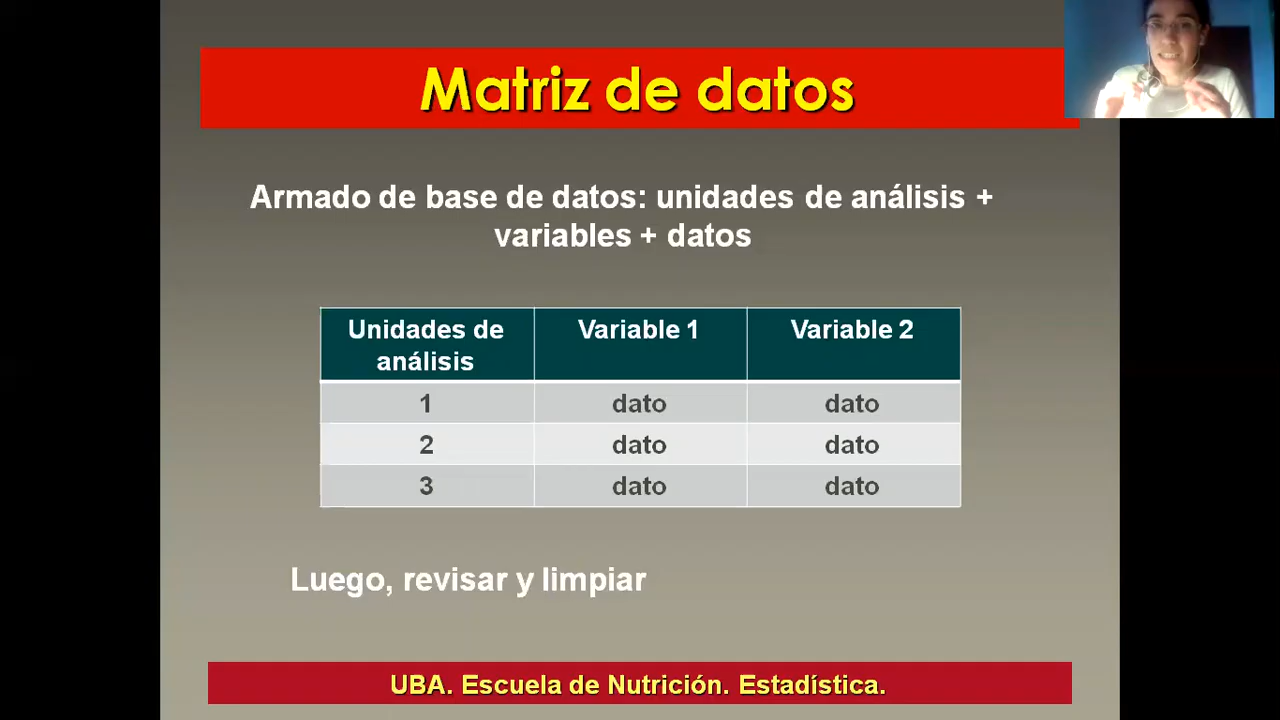 Matriz de datos
Armado de base de datos: unidades de análisis +
variables + datos
Unidades de análisis Variable 1 Variable 2
1 dato dato
2 dato dato
3 dato dato
Luego, revisar y limpiar
UBA. Escuela de Nutrición. Estadística.